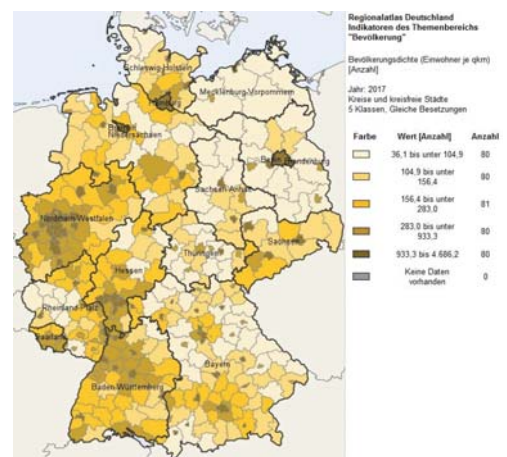 Regionalatlas Deutschland
Indikatoren des Themenbereichs
"Bevölkerung"
Bevölkerungsdichte (Einwohner je qkm)
[Anzahl]
Jahr: 2017
Kreise und kreisfreie Städte
5 Klassen, Gleiche Besetzungen
Farbe Wert [Anzahl] Anzahl
36,1 bis unter 104,9 80
104,9 bis unter
156,4 80
156,4 bis unter
283,0 81
283,0 bis unter
933,3 80
933,3 bis 4.686,2 80
Keine Daten
vorhanden 0
Schleswig-Holstein
Hamburg
Mecklenburg-Vorpommern
Niedersachsen
Berlin Brandenburg
Sachsen-Anhalt
Nordrhein-Westfalen
Sachsen
Thüringen
Hessen
Rheinland-Pfalz
Saarland
Bayern
Baden-Württemberg